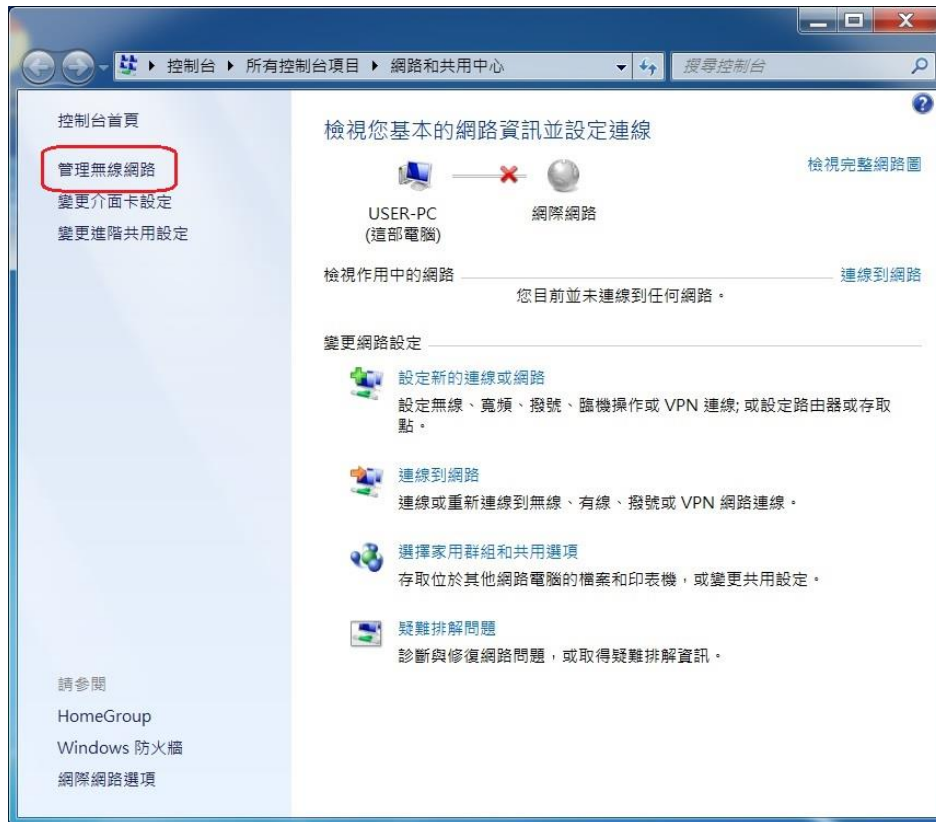 控制台 ▸ 所有控制台項目 ▸ 網路和共用中心
搜尋控制台
控制台首頁
管理無線網路
變更介面卡設定
變更進階共用設定
檢視您基本的網路資訊並設定連線
檢視完整網路圖
USER-PC
(這部電腦)
網際網路
檢視作用中的網路
連線到網路
您目前並未連線到任何網路。
變更網路設定
設定新的連線或網路
設定無線、寬頻、撥號、臨機操作或 VPN 連線; 或設定路由器或存取
點。
連線到網路
連線或重新連線到無線、有線、撥號或 VPN 網路連線。
選擇家用群組和共用選項
存取位於其他網路電腦的檔案和印表機，或變更共用設定。
疑難排解問題
診斷與修復網路問題，或取得疑難排解資訊。
請參閱
HomeGroup
Windows 防火牆
網際網路選項